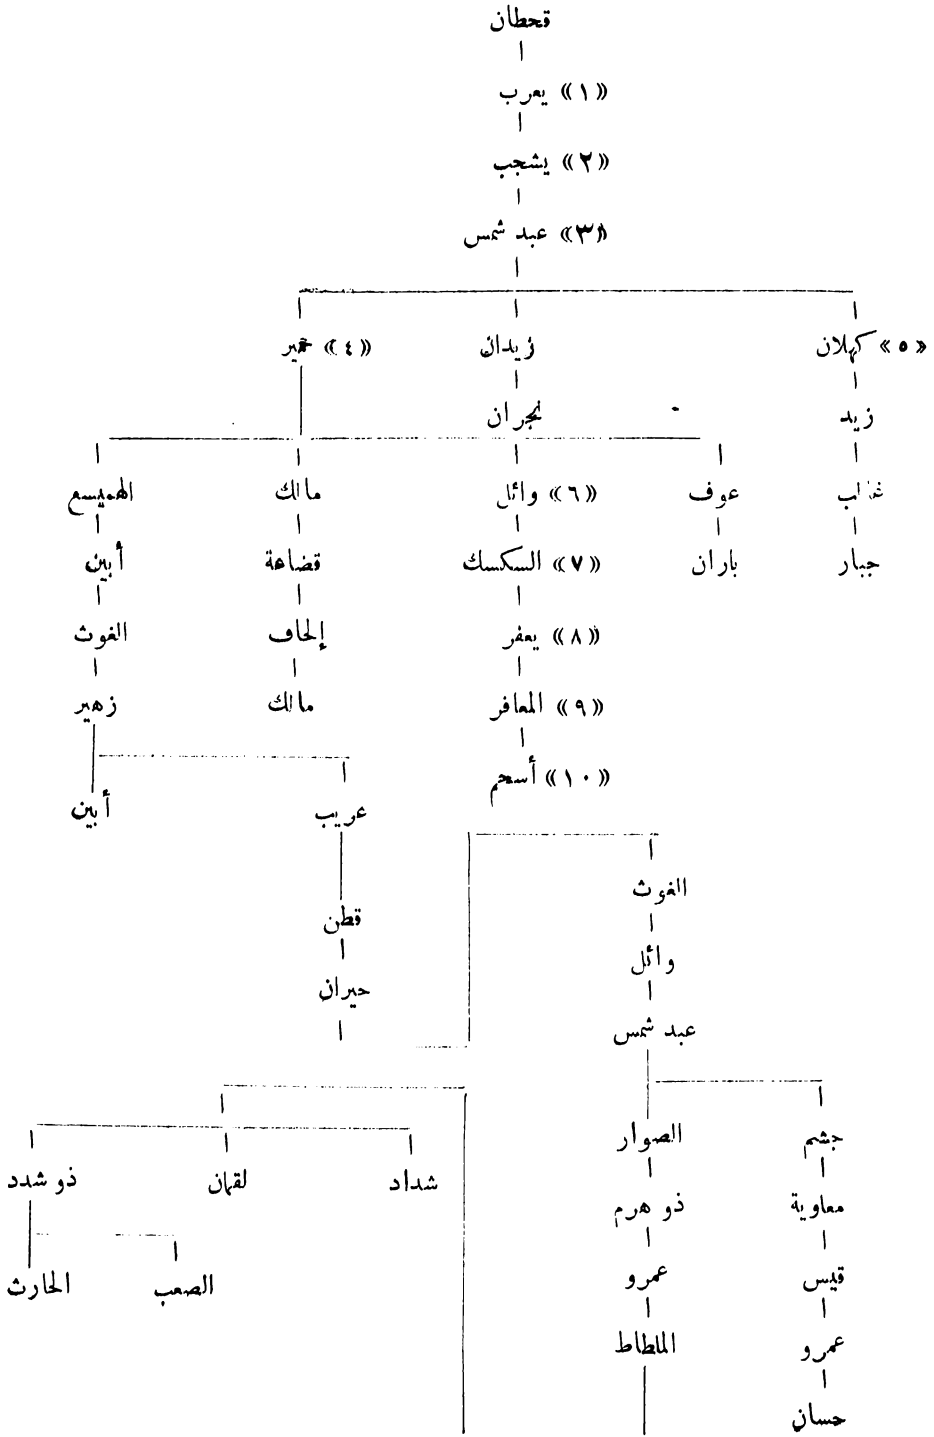 قحطان
«١» يعرب
«٢» يشجب
«٣» عبد شمس
«٥» كهلان زيدان «٤» حمير
زيد نجران
غالب عوف «٦» وائل مالك الهميسع
جبار باران «٧» السكسك قضاعة أبين
«٨» يعفر إلحاف الغوث
«٩» المعافر مالك زهير
«١٠» أسحم
عريب أبين
الغوث
قطن
وائل
حيران
عبد شمس
جشم الصوار
شداد لقمان ذو شدد
معاوية ذو هرم
قيس عمرو
الصعب الحارث
عمرو الملطاط
حسان